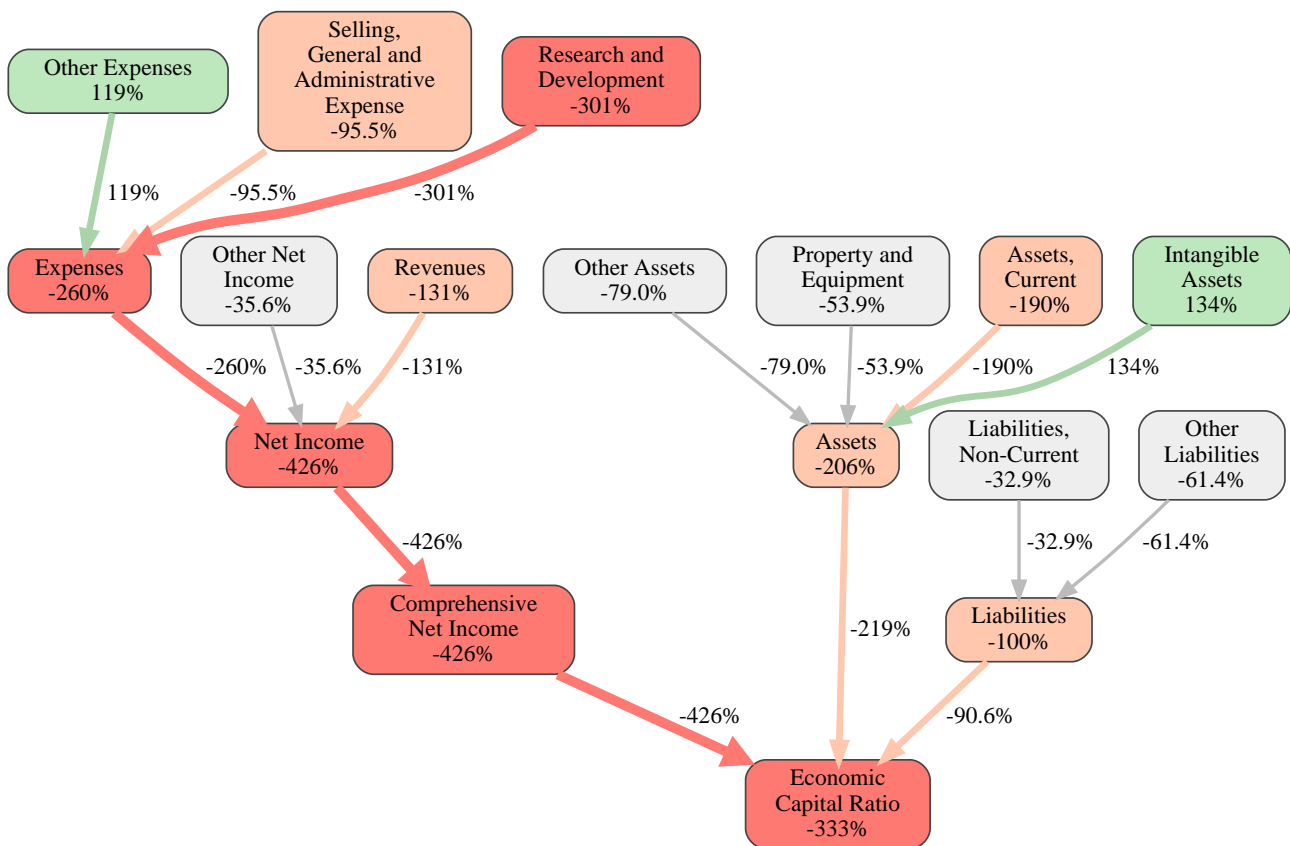 Other Expenses
119%
Selling,
General and
Administrative
Expense
-95.5%
Research and
Development
-301%
119%
-95.5%
-301%
Expenses
-260%
Other Net
Income
-35.6%
Revenues
-131%
Other Assets
-79.0%
Property and
Equipment
-53.9%
Assets,
Current
-190%
Intangible
Assets
134%
-260%
-35.6%
-131%
-79.0%
-53.9%
-190%
134%
Net Income
-426%
Assets
-206%
Liabilities,
Non-Current
-32.9%
Other
Liabilities
-61.4%
-426%
-32.9%
-61.4%
Comprehensive
Net Income
-426%
-219%
Liabilities
-100%
-426%
-90.6%
Economic
Capital Ratio
-333%